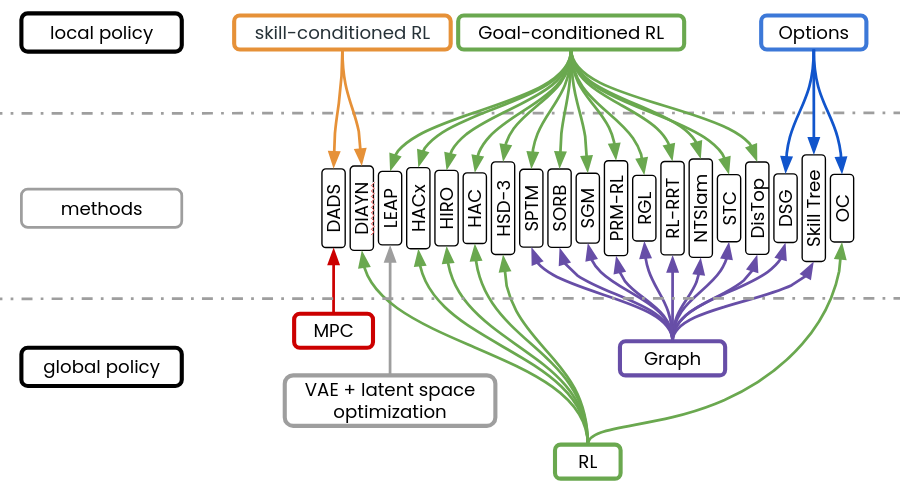 local policy
skill-conditioned RL
Goal-conditioned RL
Options
methods
DADS
DIAYN
LEAP
HACx
HIRO
HAC
HSD-3
SPTM
SORB
SGM
PRM-RL
RGL
RL-RRT
NTSlam
STC
DisTop
DSG
Skill Tree
OC
global policy
MPC
VAE + latent space
optimization
Graph
RL